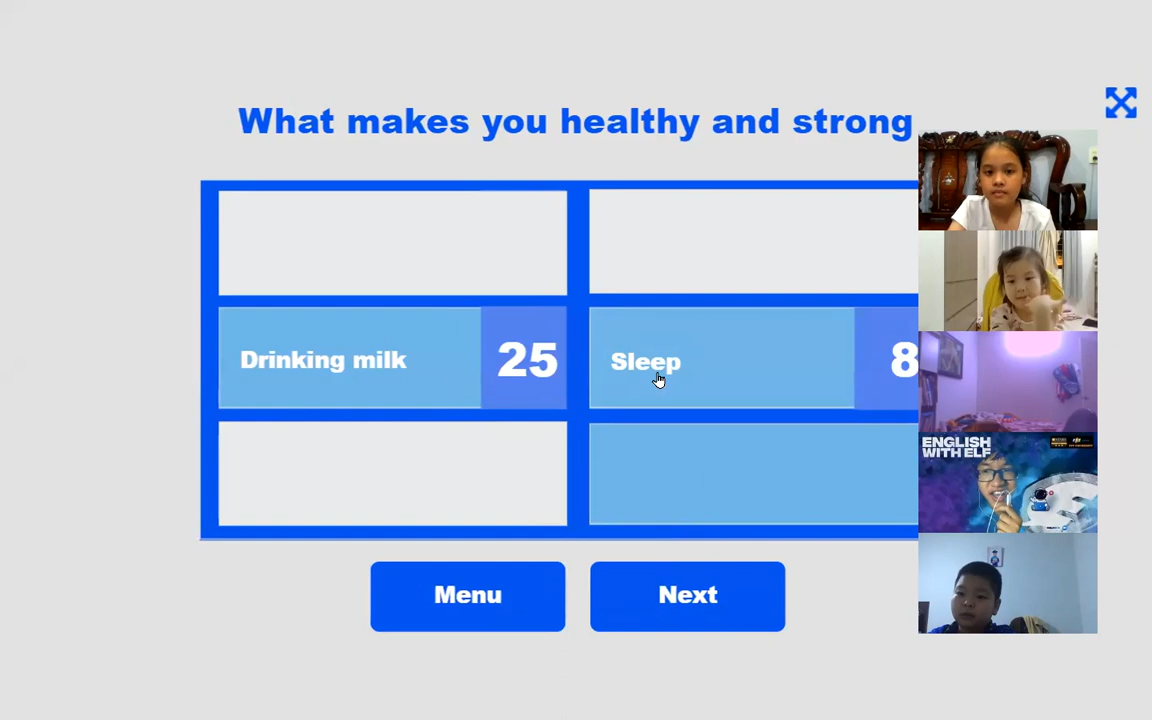 What makes you healthy and strong
Drinking milk
25
Sleep
8
Menu
Next
ENGLISH
WITH ELF